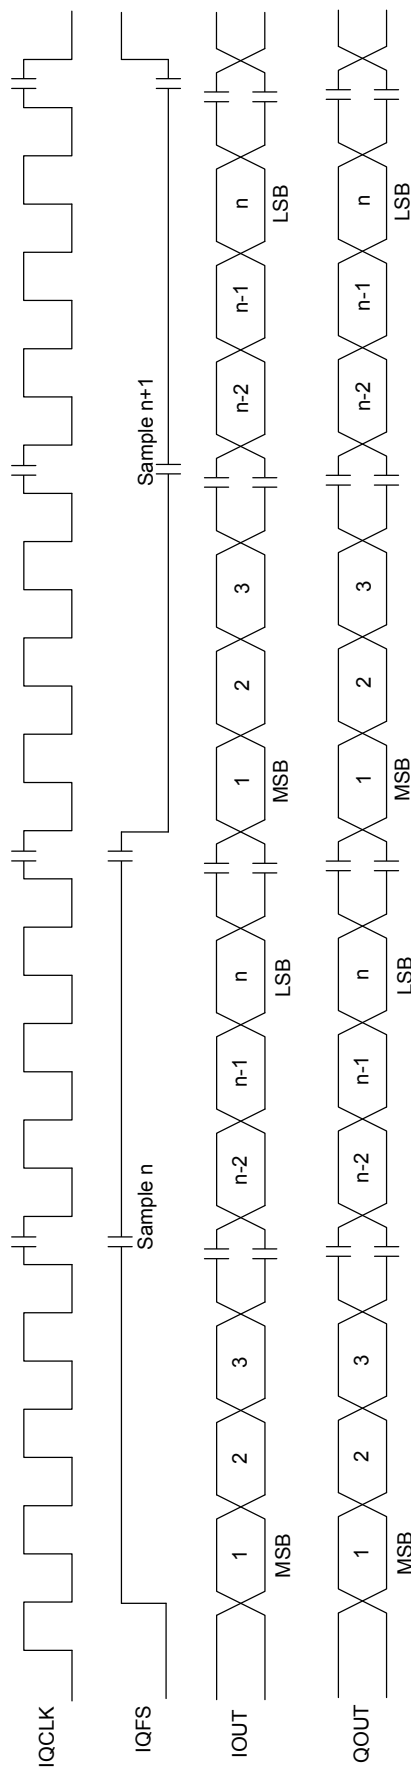 IQCLK
IQFS
Sample n
Sample n+1
IOUT
1 2 3 n-2 n-1 n 1 2 3 n-2 n-1 n
MSB LSB MSB LSB
QOUT
1 2 3 n-2 n-1 n 1 2 3 n-2 n-1 n
MSB LSB MSB LSB